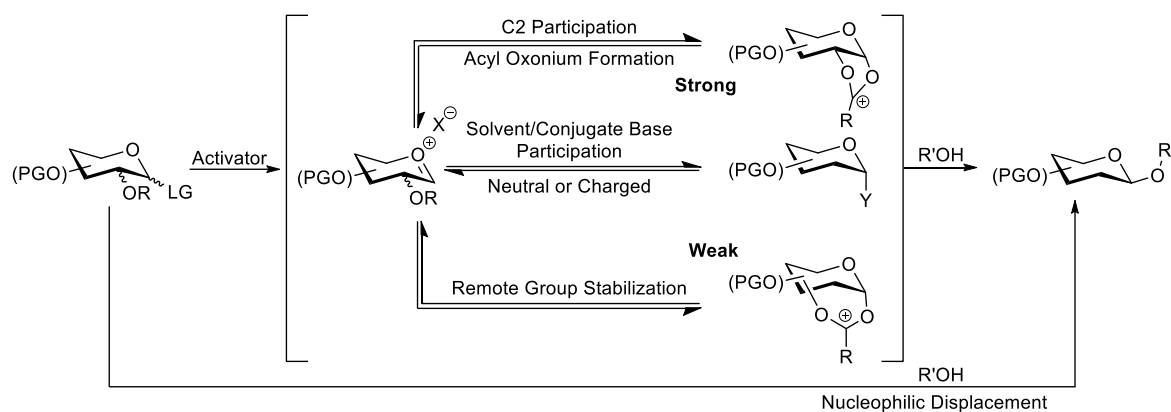 C2 Participation
Acyl Oxonium Formation
(PGO)
O
O
O
R
⊕
Strong
X⊖
Solvent/Conjugate Base
Participation
Neutral or Charged
(PGO)
O
OR
LG
Activator
(PGO)
O
⊕
OR
(PGO)
O
Y
R'OH
(PGO)
O
O
R
Weak
Remote Group Stabilization
(PGO)
O
O
O
⊕
R
R'OH
Nucleophilic Displacement